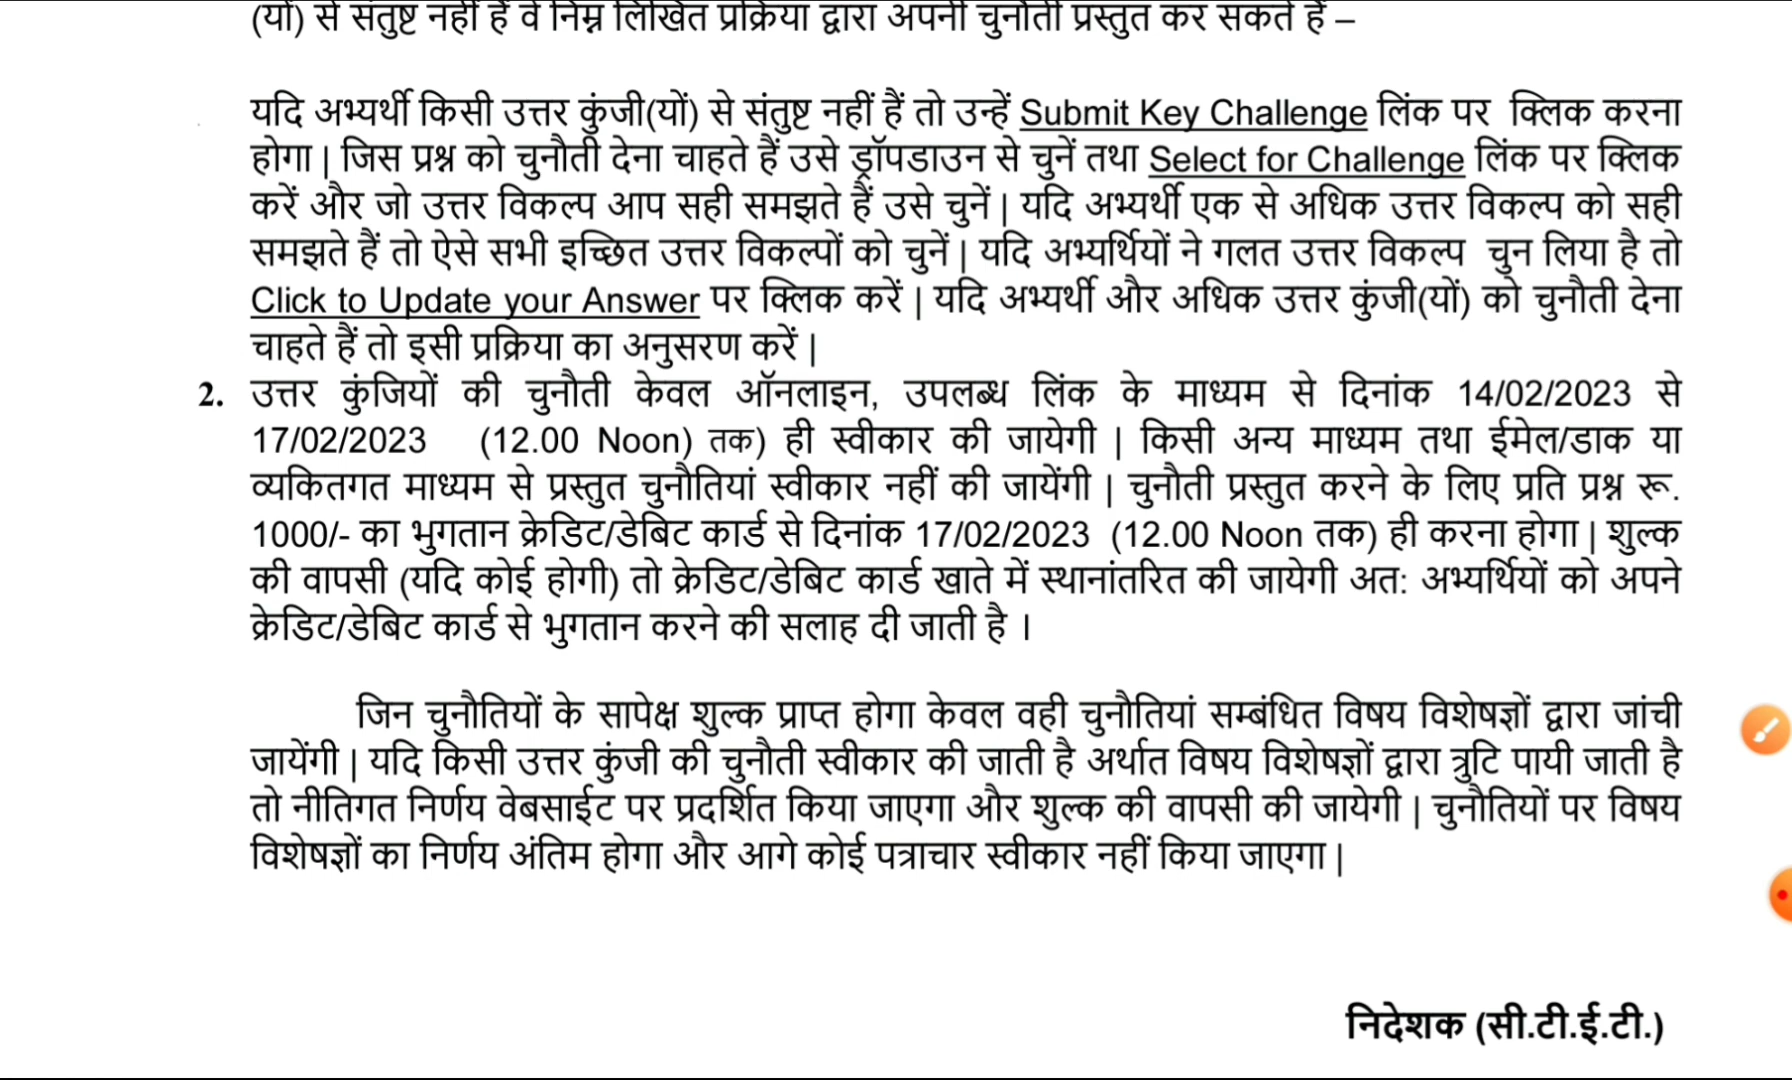 (यों) से संतुष्ट नहीं हैं वे निम्न लिखित प्रक्रिया द्वारा अपनी चुनौती प्रस्तुत कर सकते हैं –
यदि अभ्यर्थी किसी उत्तर कुंजी(यों) से संतुष्ट नहीं हैं तो उन्हें Submit Key Challenge लिंक पर क्लिक करना
होगा | जिस प्रश्न को चुनौती देना चाहते हैं उसे ड्रॉपडाउन से चुनें तथा Select for Challenge लिंक पर क्लिक
करें और जो उत्तर विकल्प आप सही समझते हैं उसे चुनें | यदि अभ्यर्थी एक से अधिक उत्तर विकल्प को सही
समझते हैं तो ऐसे सभी इच्छित उत्तर विकल्पों को चुनें | यदि अभ्यर्थियों ने गलत उत्तर विकल्प चुन लिया है तो
Click to Update your Answer पर क्लिक करें | यदि अभ्यर्थी और अधिक उत्तर कुंजी(यों) को चुनौती देना
चाहते हैं तो इसी प्रक्रिया का अनुसरण करें |
2. उत्तर कुंजियों की चुनौती केवल ऑनलाइन, उपलब्ध लिंक के माध्यम से दिनांक 14/02/2023 से
17/02/2023 (12.00 Noon) तक) ही स्वीकार की जायेगी | किसी अन्य माध्यम तथा ईमेल/डाक या
व्यकितगत माध्यम से प्रस्तुत चुनौतियां स्वीकार नहीं की जायेंगी | चुनौती प्रस्तुत करने के लिए प्रति प्रश्न रू.
1000/- का भुगतान क्रेडिट/डेबिट कार्ड से दिनांक 17/02/2023 (12.00 Noon तक) ही करना होगा | शुल्क
की वापसी (यदि कोई होगी) तो क्रेडिट/डेबिट कार्ड खाते में स्थानांतरित की जायेगी अत: अभ्यर्थियों को अपने
क्रेडिट/डेबिट कार्ड से भुगतान करने की सलाह दी जाती है ।
जिन चुनौतियों के सापेक्ष शुल्क प्राप्त होगा केवल वही चुनौतियां सम्बंधित विषय विशेषज्ञों द्वारा जांची
जायेंगी | यदि किसी उत्तर कुंजी की चुनौती स्वीकार की जाती है अर्थात विषय विशेषज्ञों द्वारा त्रुटि पायी जाती है
तो नीतिगत निर्णय वेबसाईट पर प्रदर्शित किया जाएगा और शुल्क की वापसी की जायेगी | चुनौतियों पर विषय
विशेषज्ञों का निर्णय अंतिम होगा और आगे कोई पत्राचार स्वीकार नहीं किया जाएगा |
निदेशक (सी.टी.ई.टी.)